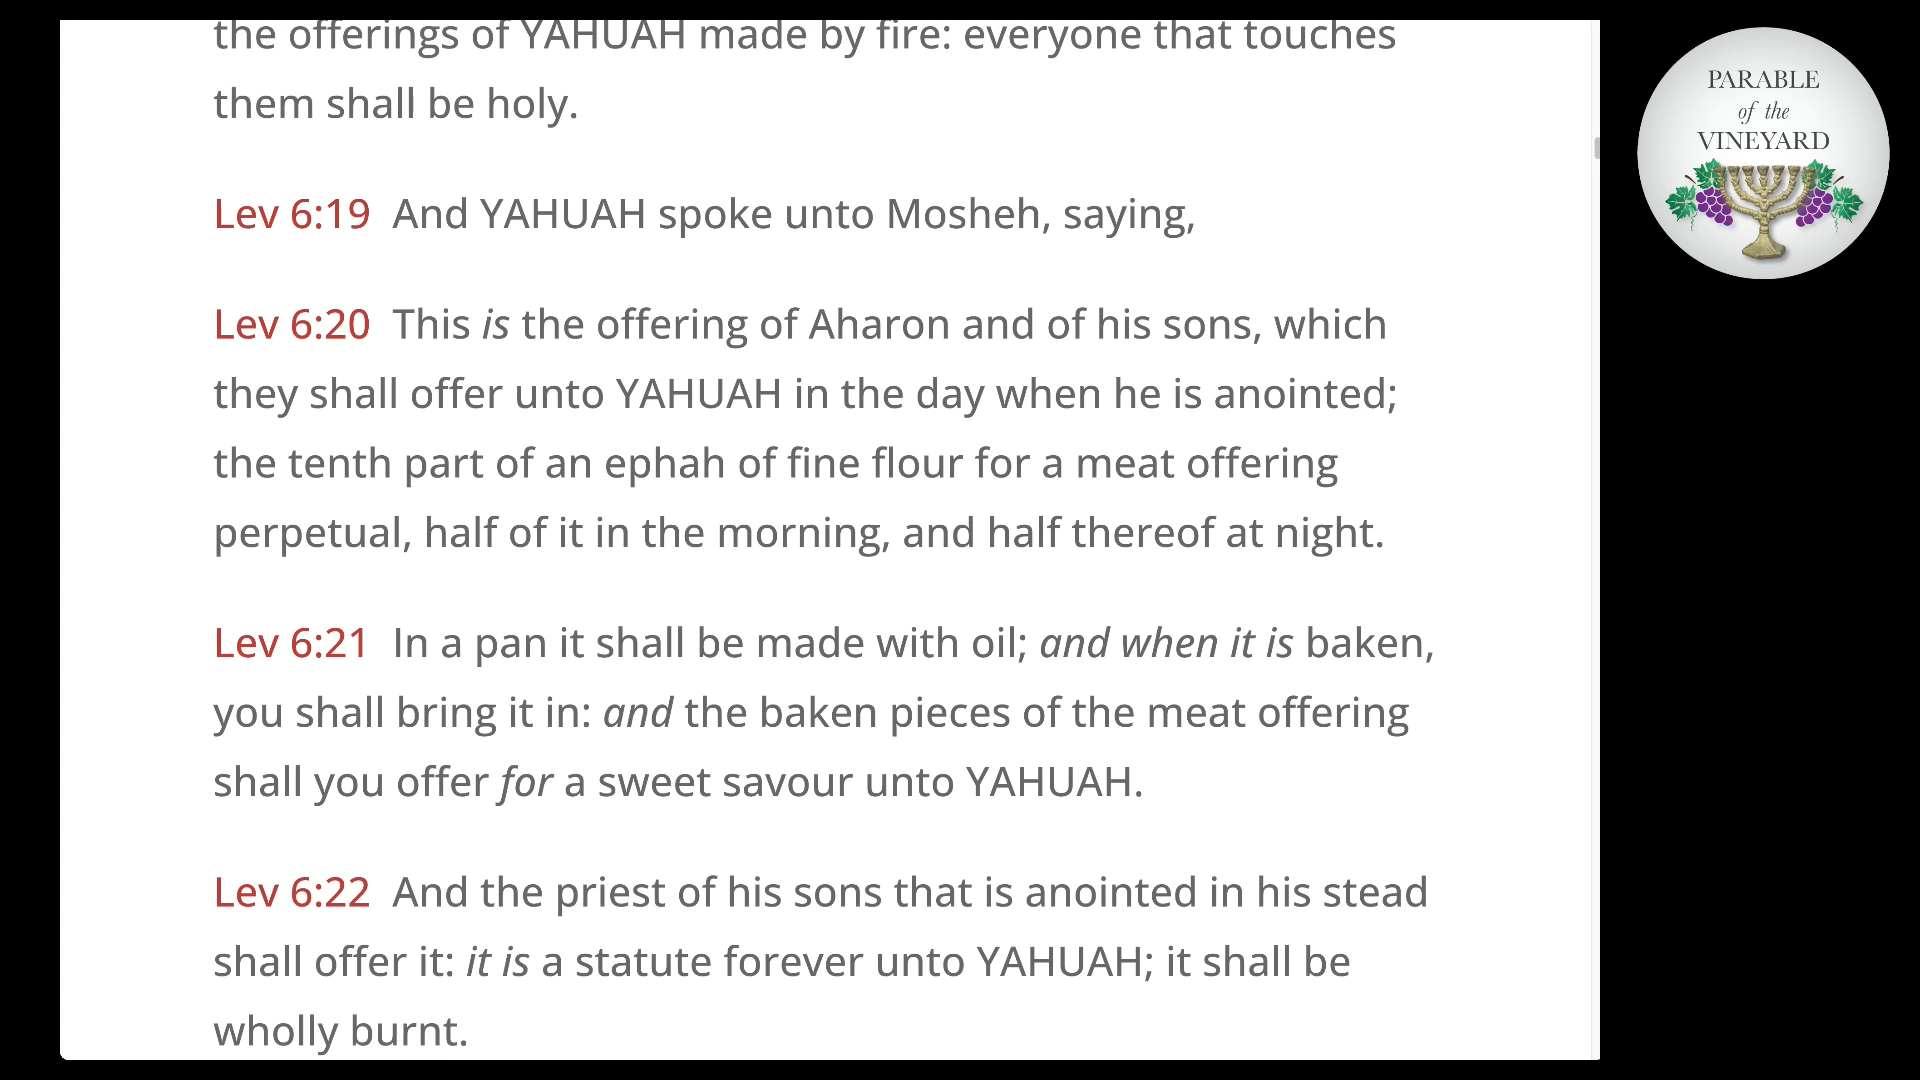 the offerings of YAHUAH made by fire: everyone that touches
them shall be holy.
Lev 6:19 And YAHUAH spoke unto Mosheh, saying,
Lev 6:20 This is the offering of Aharon and of his sons, which
they shall offer unto YAHUAH in the day when he is anointed;
the tenth part of an ephah of fine flour for a meat offering
perpetual, half of it in the morning, and half thereof at night.
Lev 6:21 In a pan it shall be made with oil; and when it is baken,
you shall bring it in: and the baken pieces of the meat offering
shall you offer for a sweet savour unto YAHUAH.
Lev 6:22 And the priest of his sons that is anointed in his stead
shall offer it: it is a statute forever unto YAHUAH; it shall be
wholly burnt.
PARABLE
of the
VINEYARD